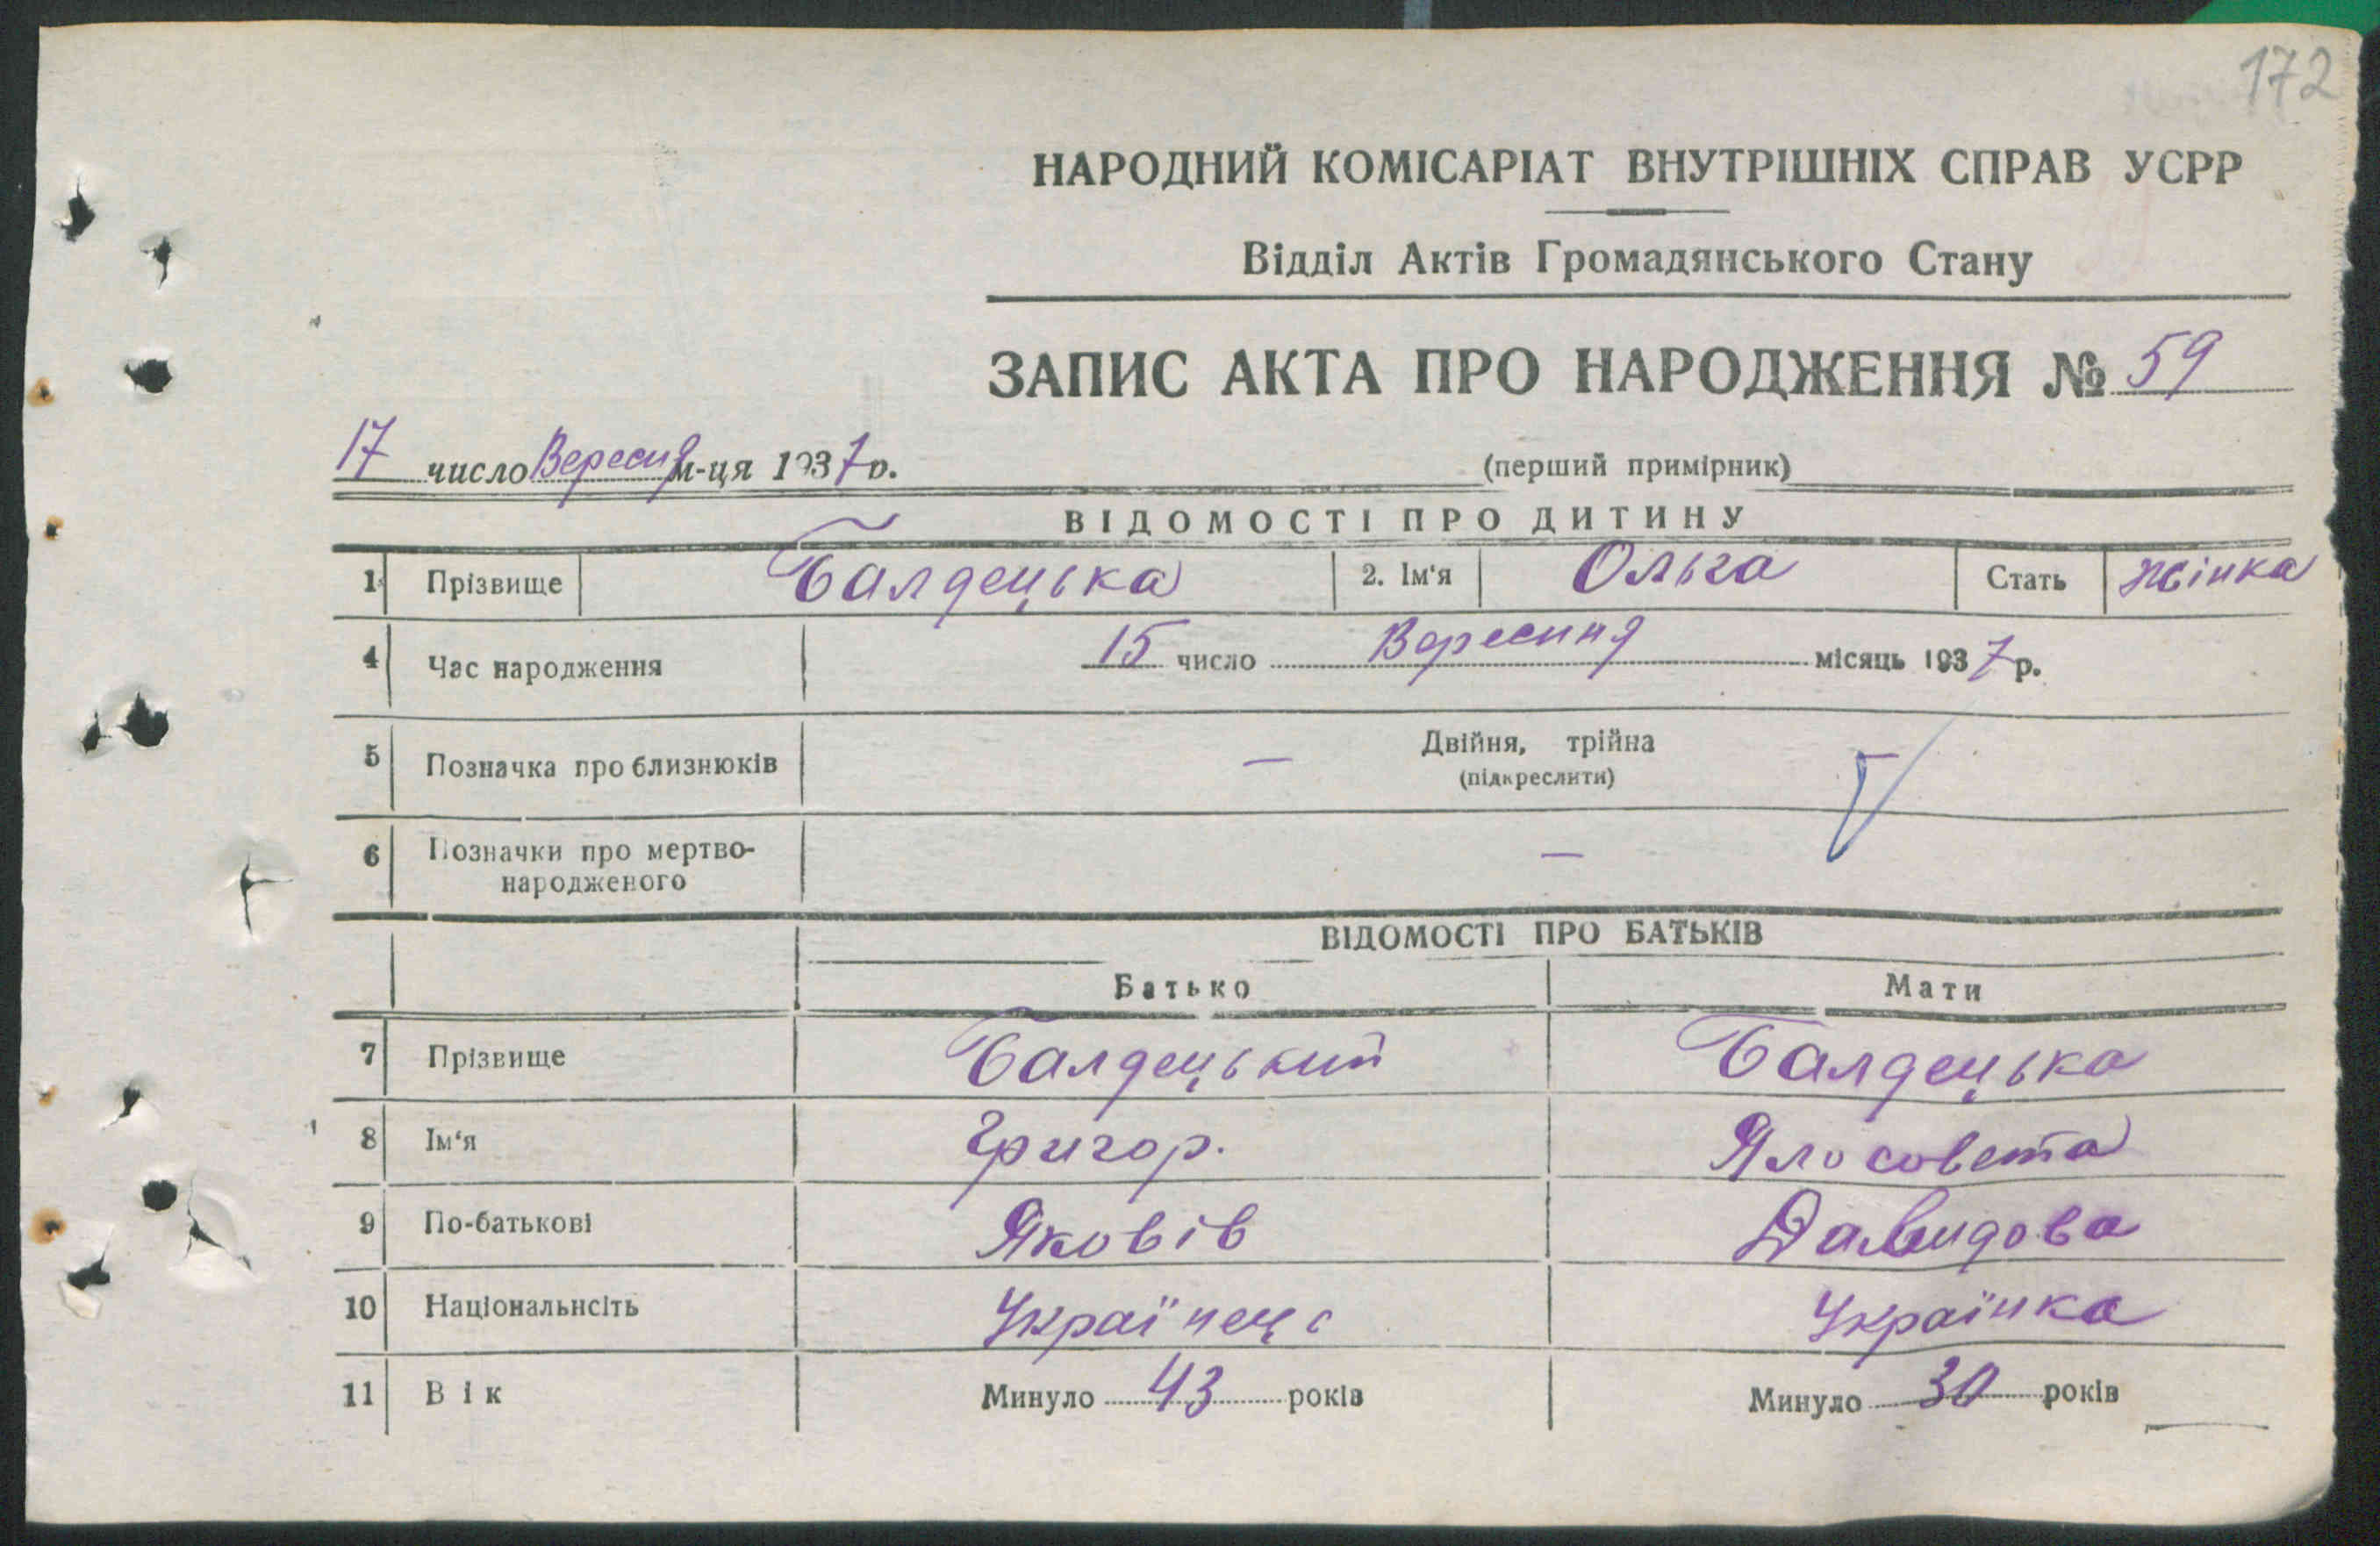 172
НАРОДНИЙ КОМІСАРІАТ ВНУТРІШНІХ СПРАВ УСРР
Відділ Актів Громадянського Стану
ЗАПИС АКТА ПРО НАРОДЖЕННЯ № 59
17 число Вересня м-ця 1937 р.
(перший примірник)
ВІДОМОСТІ ПРО ДИТИНУ
1 Прізвище Балдецька 2. Ім'я Ольга Стать жінка
4 Час народження 15 число Вересння місяць 1937 р.
5 Позначка про близнюків — Двійня, трійна
(підкреслити)
6 Позначки про мертво-
народженого —
ВІДОМОСТІ ПРО БАТЬКІВ
Батько Мати
7 Прізвище Балдецький Балдецька
8 Ім'я Григор. Ялосовета
9 По-батькові Яковів Давидова
10 Національнсіть Українець Українка
11 Вік Минуло 43 років Минуло 30 років